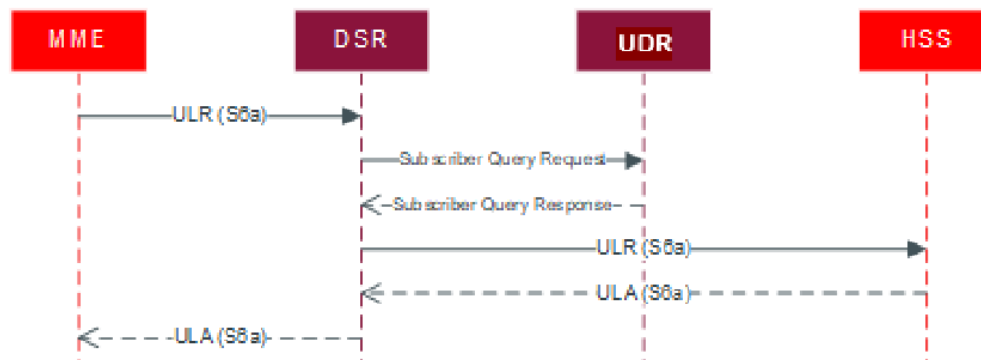 MME DSR UDR HSS
ULR (S6a)
Subscriber Query Request
Subscriber Query Response
ULR (S6a)
ULA (S6a)
ULA (S6a)